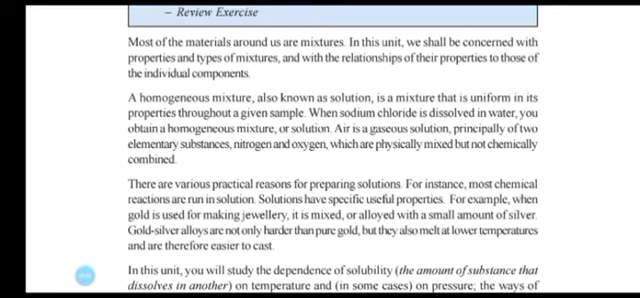 – Review Exercise
Most of the materials around us are mixtures. In this unit, we shall be concerned with
properties and types of mixtures, and with the relationships of their properties to those of
the individual components.
A homogeneous mixture, also known as solution, is a mixture that is uniform in its
properties throughout a given sample. When sodium chloride is dissolved in water, you
obtain a homogeneous mixture, or solution. Air is a gaseous solution, principally of two
elementary substances, nitrogen and oxygen, which are physically mixed but not chemically
combined.
There are various practical reasons for preparing solutions. For instance, most chemical
reactions are run in solution. Solutions have specific useful properties. For example, when
gold is used for making jewellery, it is mixed, or alloyed with a small amount of silver.
Gold-silver alloys are not only harder than pure gold, but they also melt at lower temperatures
and are therefore easier to cast.
In this unit, you will study the dependence of solubility (the amount of substance that
dissolves in another) on temperature and (in some cases) on pressure; the ways of